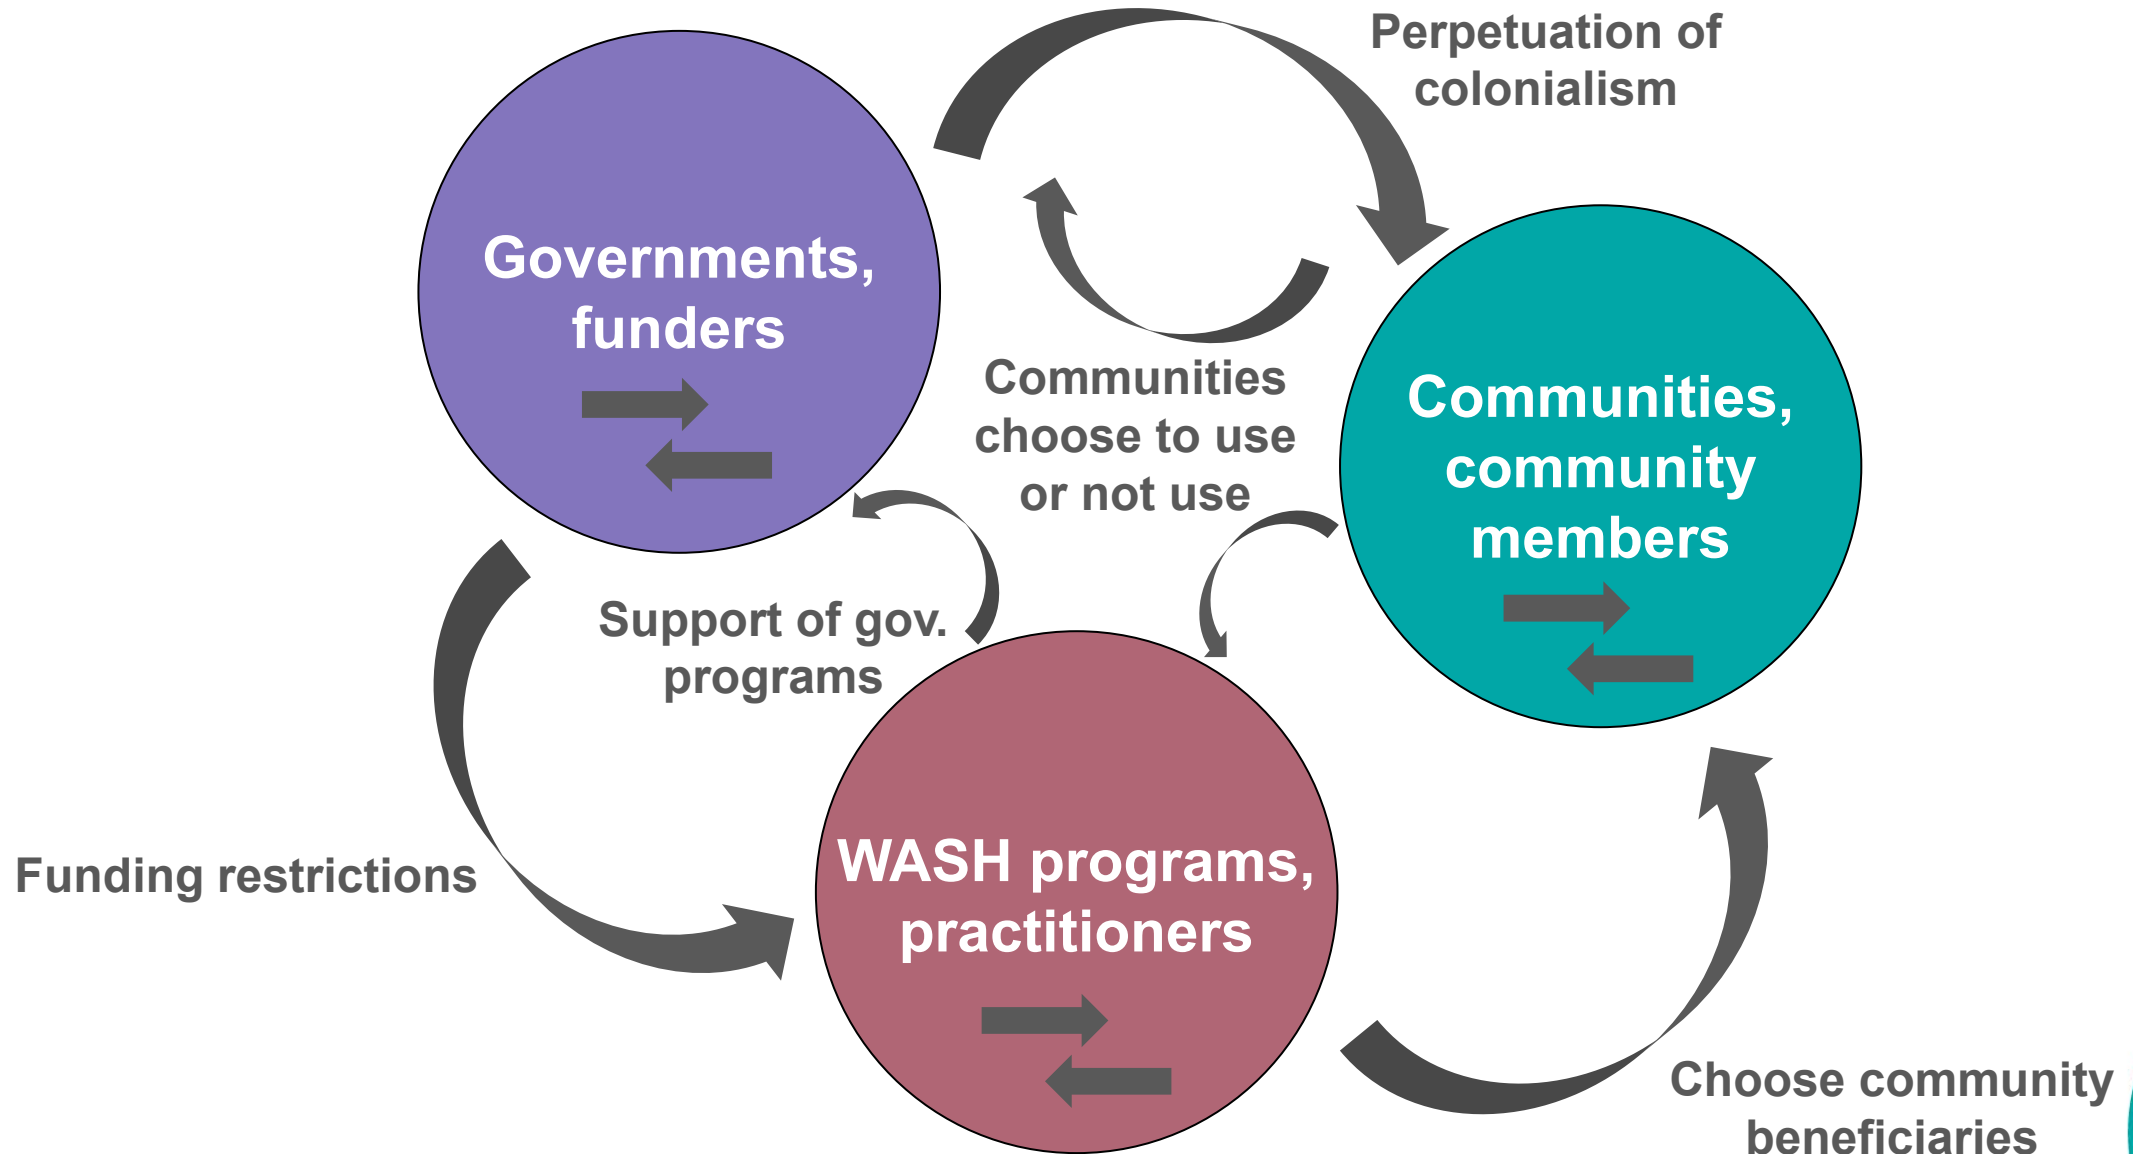 Perpetuation of
colonialism
Governments,
funders
Communities
choose to use
or not use
Communities,
community
members
Support of gov.
programs
WASH programs,
practitioners
Funding restrictions
Choose community
beneficiaries